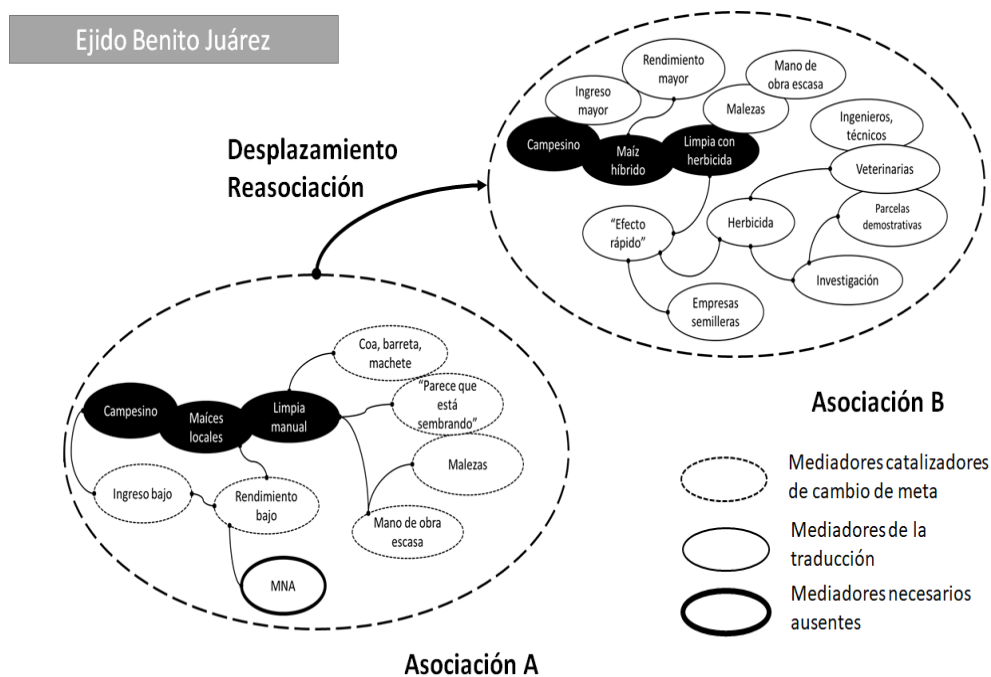 Ejido Benito Juárez
Desplazamiento
Reasociación
Rendimiento
mayor
Mano de
obra escasa
Ingreso
mayor
Malezas
Ingenieros,
técnicos
Campesino
Maíz
híbrido
Limpia con
herbicida
Veterinarias
"Efecto
rápido"
Herbicida
Parcelas
demostrativas
Investigación
Empresas
semilleras
Asociación B
Coa, barreta,
machete
"Parece que
está
sembrando"
Campesino
Maíces
locales
Limpia
manual
Malezas
Ingreso bajo
Rendimiento
bajo
Mano de obra
escasa
MNA
Asociación A
Mediadores catalizadores
de cambio de meta
Mediadores de la
traducción
Mediadores necesarios
ausentes